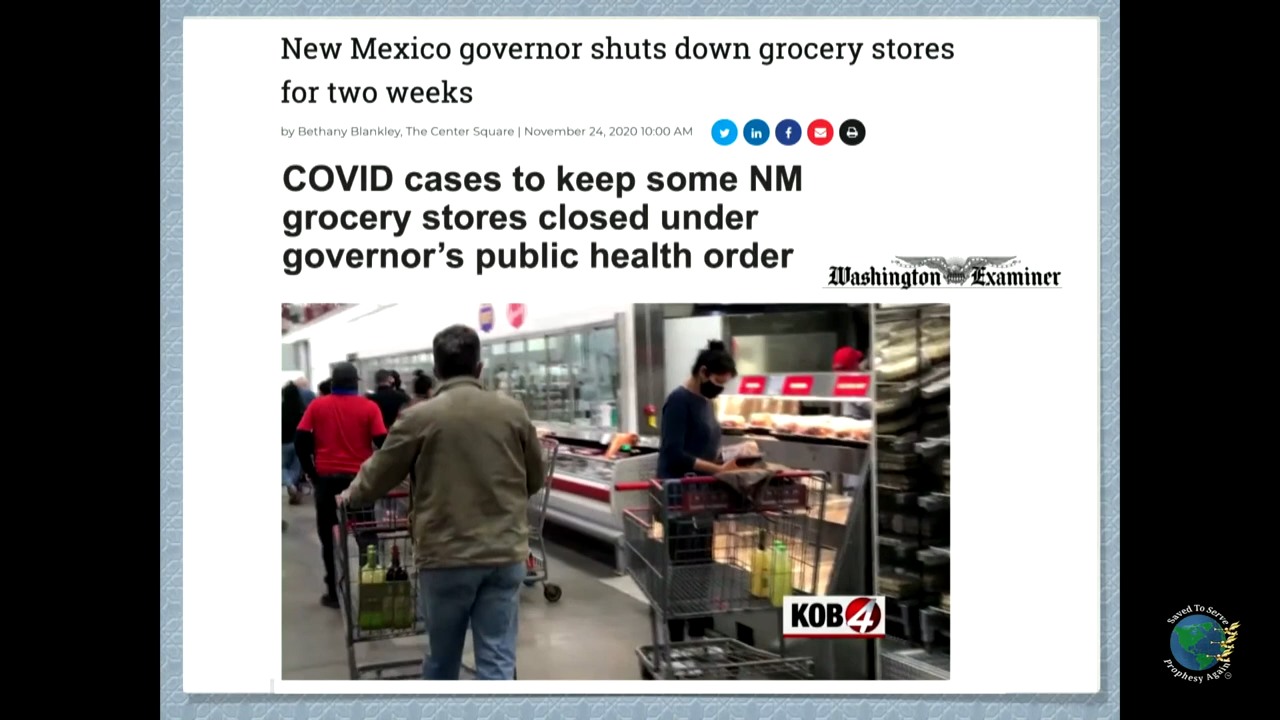 New Mexico governor shuts down grocery stores
for two weeks
by Bethany Blankley, The Center Square | November 24, 2020 10:00 AM
COVID cases to keep some NM
grocery stores closed under
governor's public health order
Washington Examiner
KOB 4
Saved To Serve
Prophesy Again